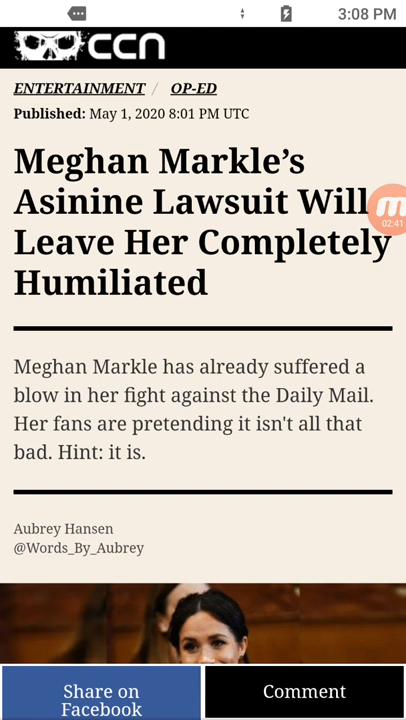 3:08 PM
ccn
ENTERTAINMENT / OP-ED
Published: May 1, 2020 8:01 PM UTC
Meghan Markle’s
Asinine Lawsuit Will
Leave Her Completely
Humiliated
02:41
Meghan Markle has already suffered a
blow in her fight against the Daily Mail.
Her fans are pretending it isn't all that
bad. Hint: it is.
Aubrey Hansen
@Words_By_Aubrey
Share on
Facebook
Comment